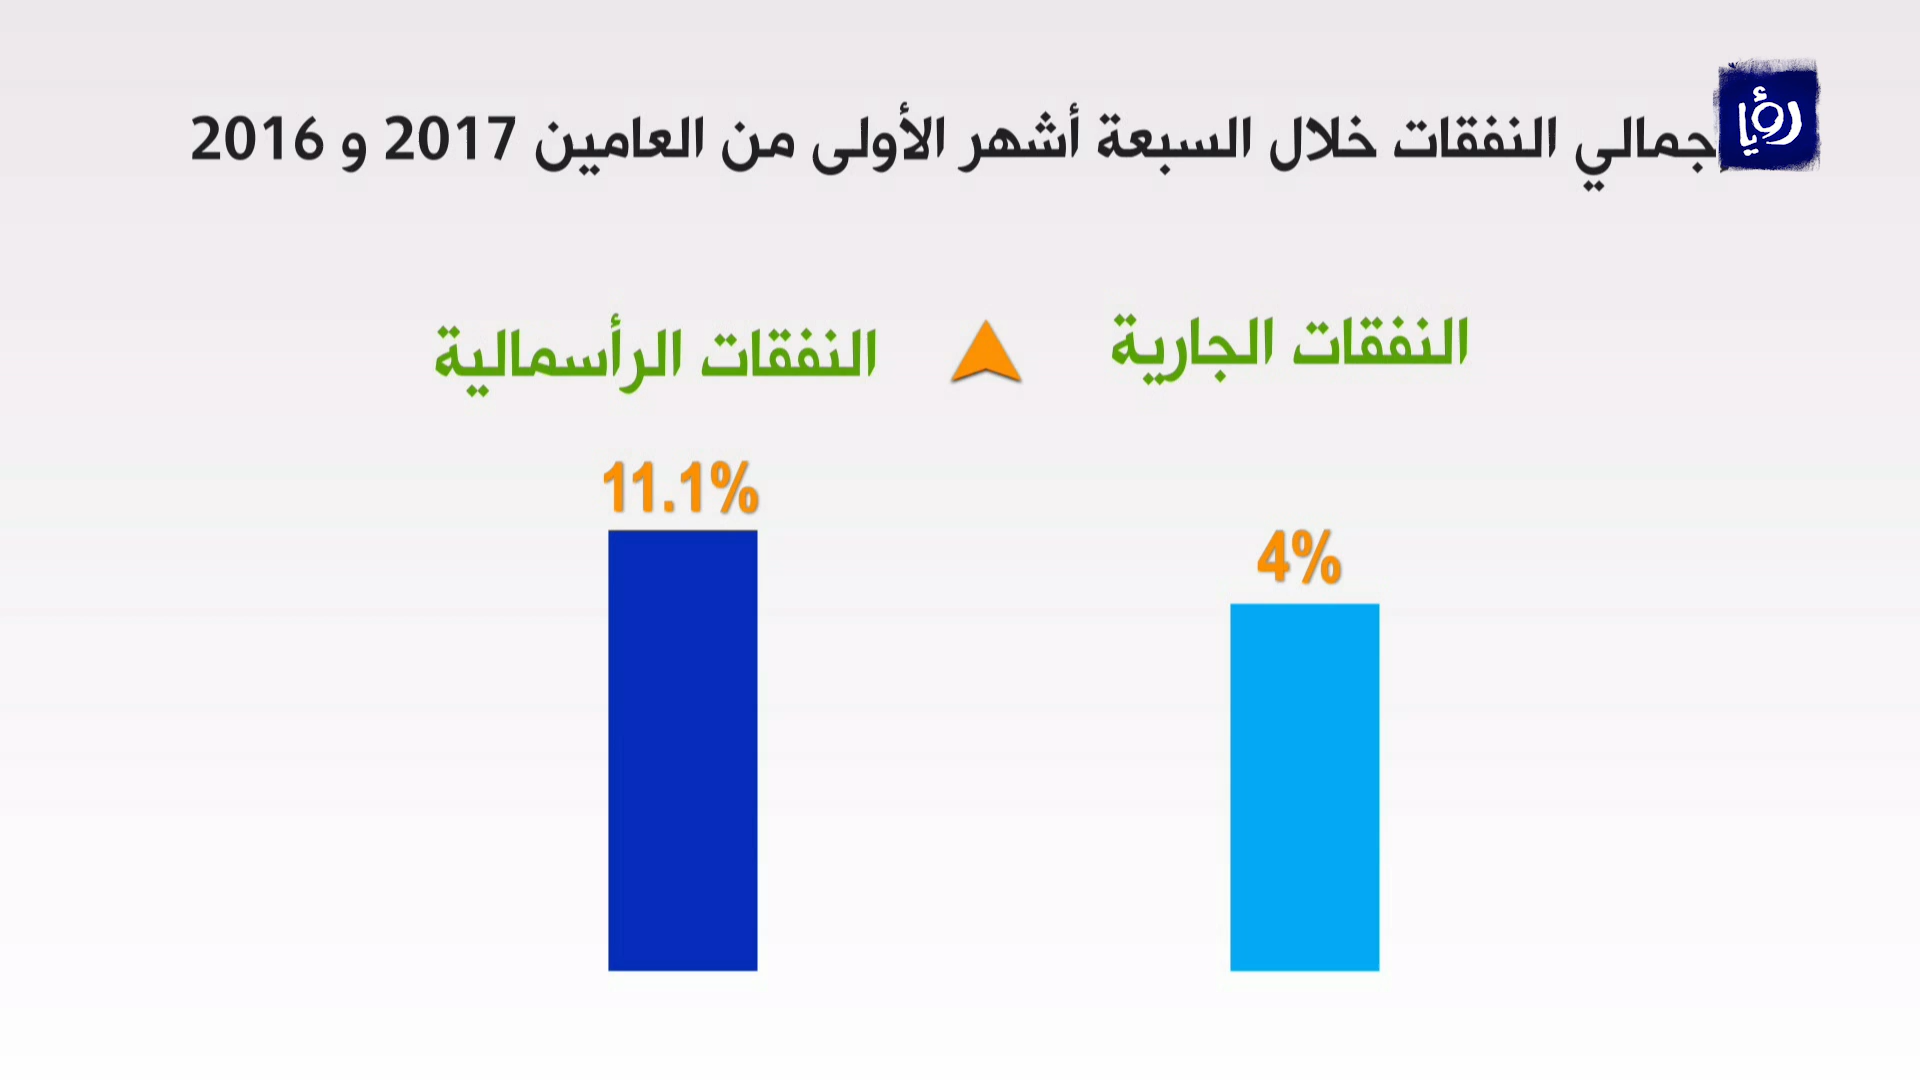 رؤيا
إجمالي النفقات خلال السبعة أشهر الأولى من العامين 2017 و 2016
النفقات الجارية
النفقات الرأسمالية
4%
11.1%